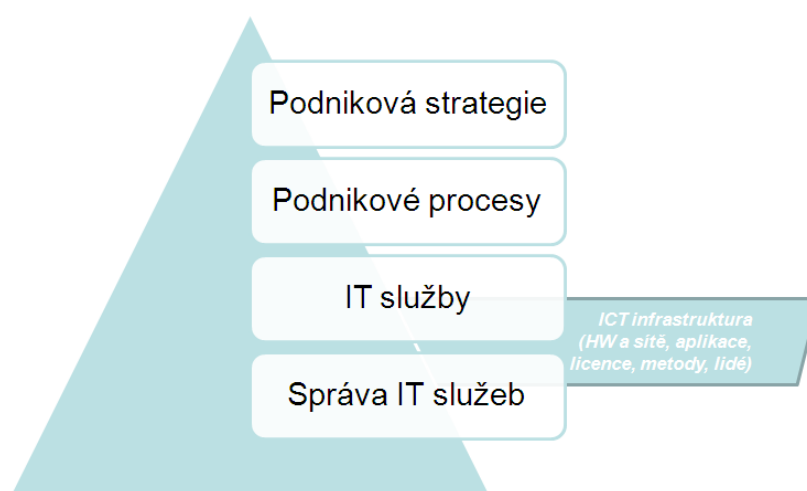 Podniková strategie
Podnikové procesy
IT služby
ICT infrastruktura
(HW a sítě, aplikace,
licence, metody, lidé)
Správa IT služeb